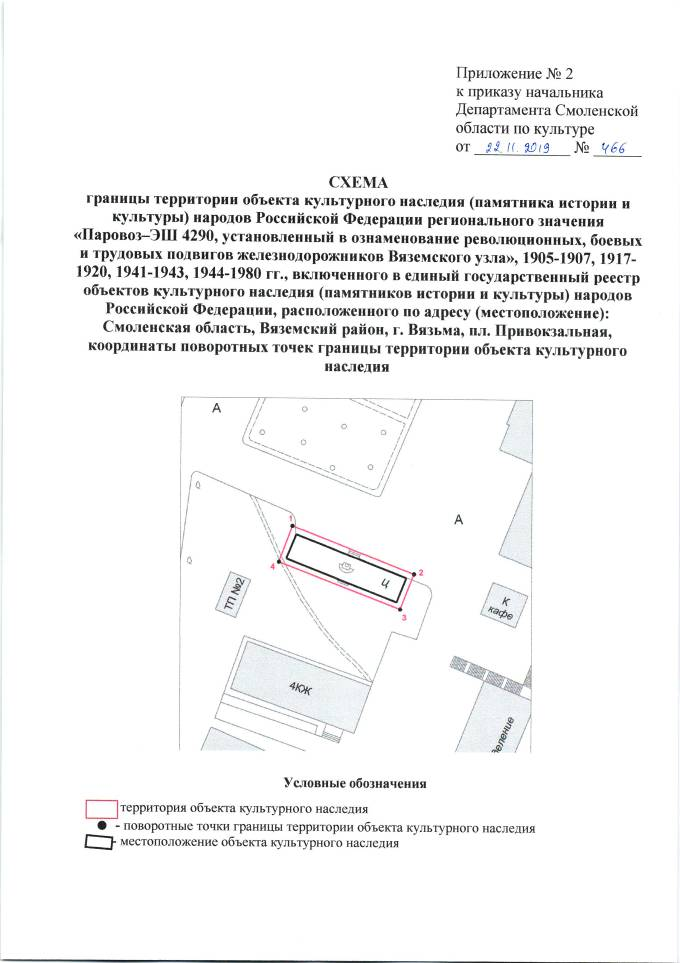 Приложение № 2
к приказу начальника
Департамента Смоленской
области по культуре
от 22.11.2019 № 466
СХЕМА
границы территории объекта культурного наследия (памятника истории и
культуры) народов Российской Федерации регионального значения
«Паровоз–ЭШ 4290, установленный в ознаменование революционных, боевых
и трудовых подвигов железнодорожников Вяземского узла», 1905-1907, 1917-
1920, 1941-1943, 1944-1980 гг., включенного в единый государственный реестр
объектов культурного наследия (памятников истории и культуры) народов
Российской Федерации, расположенного по адресу (местоположение):
Смоленская область, Вяземский район, г. Вязьма, пл. Привокзальная,
координаты поворотных точек границы территории объекта культурного
наследия
А
А
1
2
4
Ц
3
ТП №2
К
кафе
4КЖ
Условные обозначения
территория объекта культурного наследия
- поворотные точки границы территории объекта культурного наследия
- местоположение объекта культурного наследия